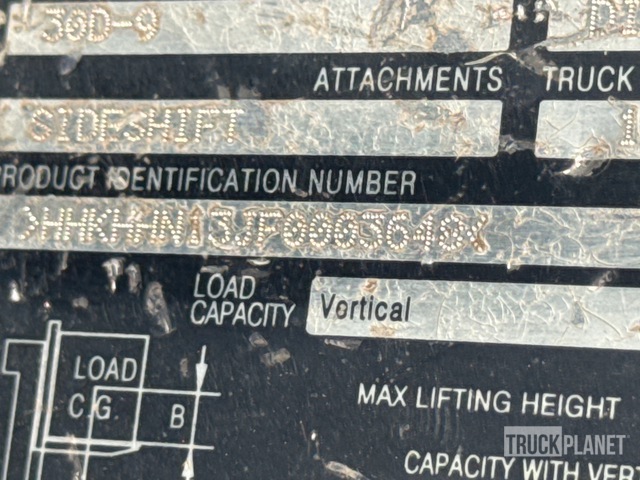 30D-9
ATTACHMENTS TRUCK
SIDESHIFT
PRODUCT IDENTIFICATION NUMBER
>HHKHHN13JF0003640X
LOAD
CAPACITY
Vertical
LOAD
C.G
B
MAX LIFTING HEIGHT
CAPACITY WITH VERT
TRUCKPLANET